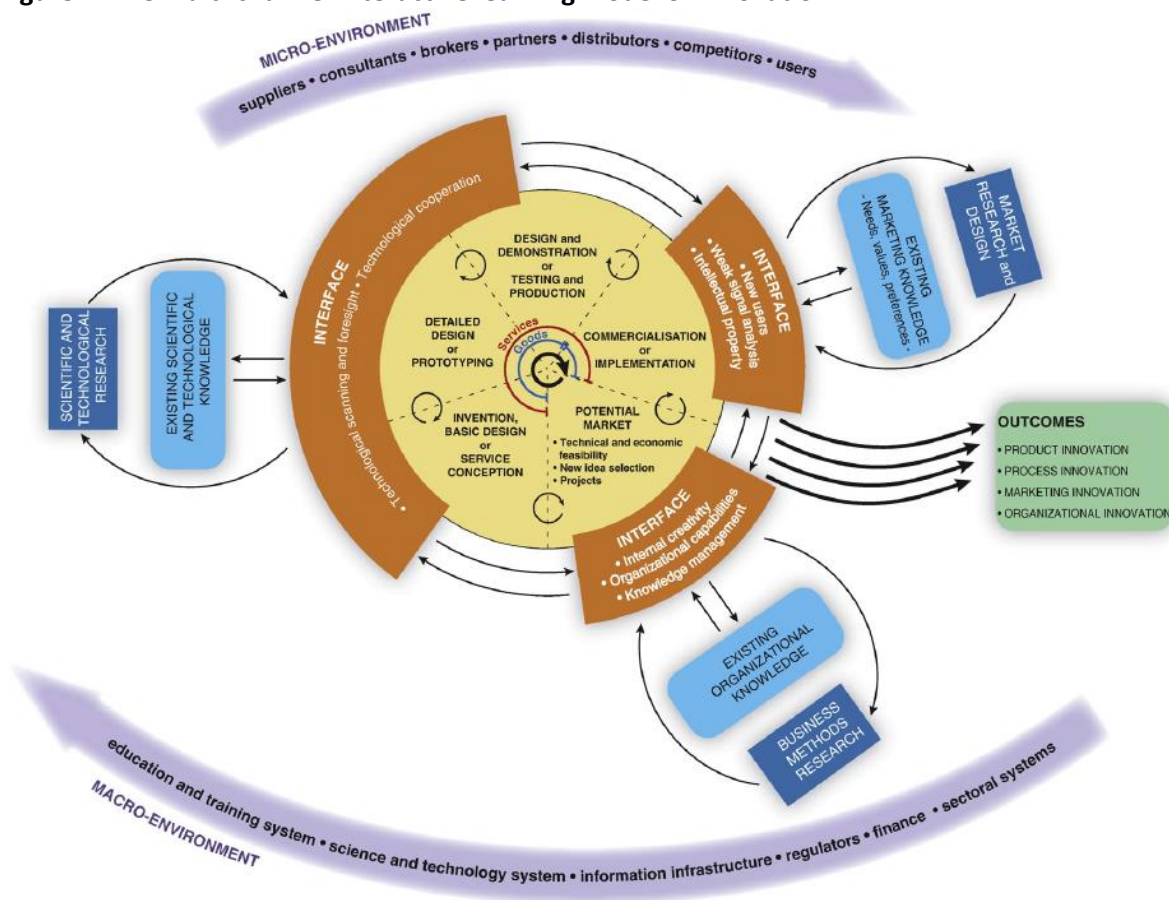 MICRO-ENVIRONMENT
suppliers • consultants • brokers • partners • distributors • competitors • users
INTERFACE
• Technological scanning and foresight • Technological cooperation
SCIENTIFIC AND
TECHNOLOGICAL
RESEARCH
EXISTING SCIENTIFIC
AND TECHNOLOGICAL
KNOWLEDGE
DESIGN and
DEMONSTRATION
or
TESTING and
PRODUCTION
DETAILED
DESIGN
or
PROTOTYPING
Services
Goods
COMMERCIALISATION
or
IMPLEMENTATION
INVENTION,
BASIC DESIGN
or
SERVICE
CONCEPTION
POTENTIAL
MARKET
• Technical and economic
feasibility
• New idea selection
• Projects
INTERFACE
• New users
• Weak signal analysis
• Intellectual property
EXISTING
MARKETING KNOWLEDGE
- Needs, values, preferences -
MARKET
RESEARCH and
DESIGN
INTERFACE
• Internal creativity
• Organizational capabilities
• Knowledge management
EXISTING
ORGANIZATIONAL
KNOWLEDGE
BUSINESS
METHODS
RESEARCH
OUTCOMES
• PRODUCT INNOVATION
• PROCESS INNOVATION
• MARKETING INNOVATION
• ORGANIZATIONAL INNOVATION
education and training system • science and technology system • information infrastructure • regulators • finance • sectoral systems
MACRO-ENVIRONMENT